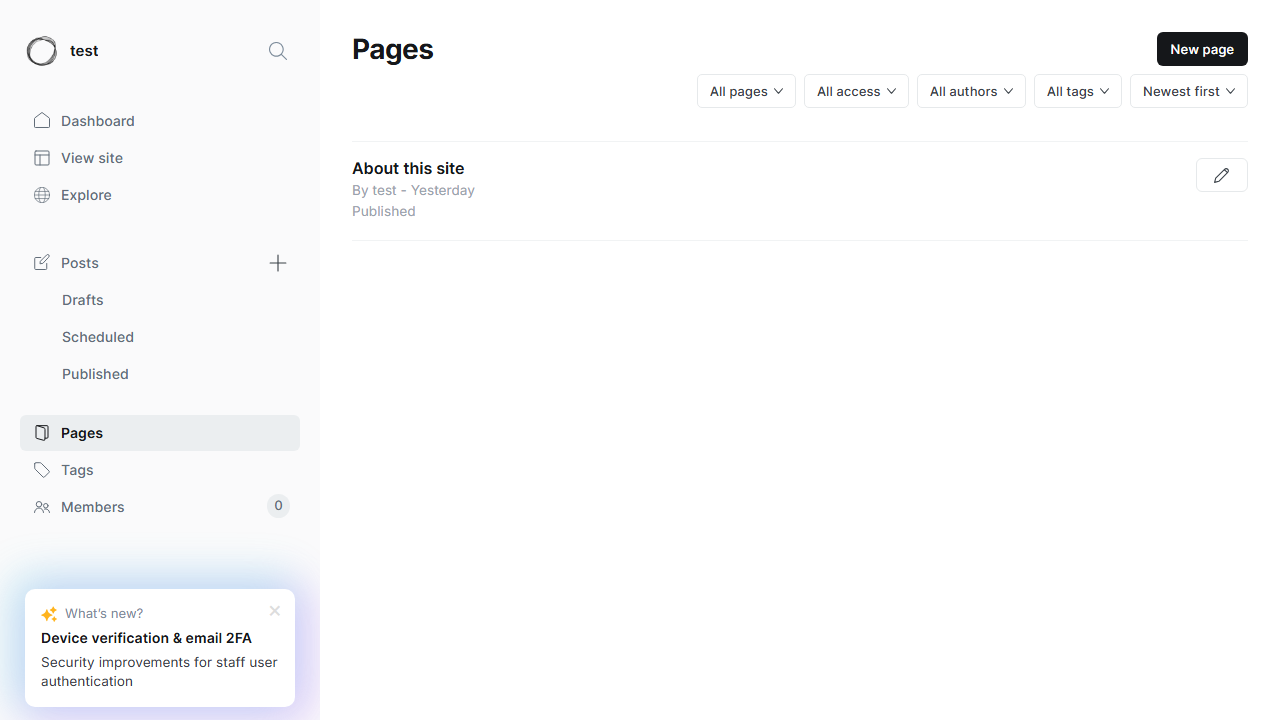 test
Dashboard
View site
Explore
Posts
Drafts
Scheduled
Published
Pages
Tags
Members
0
What's new?
Device verification & email 2FA
Security improvements for staff user
authentication
Pages
New page
All pages
All access
All authors
All tags
Newest first
About this site
By test - Yesterday
Published